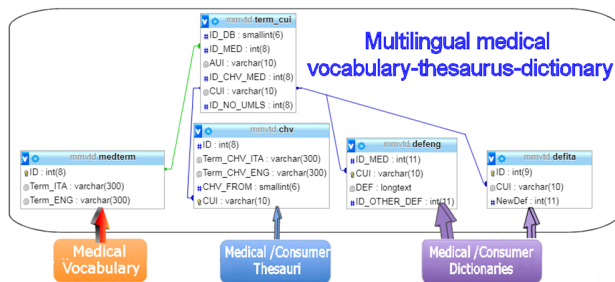 mmvtd.term_cui
ID_DB : smallint(6)
ID_MED : int(8)
AUI : varchar(10)
ID_CHV_MED : int(8)
CUI : varchar(10)
ID_NO_UMLS : int(8)
Multilingual medical
vocabulary-thesaurus-dictionary
mmvtd.medterm
ID : int(8)
Term_ITA : varchar(300)
Term_ENG : varchar(300)
mmvtd.chv
ID : int(8)
Term_CHV_ITA : varchar(300)
Term_CHV_ENG : varchar(300)
CHV_FROM : smallint(6)
CUI : varchar(10)
mmvtd.defeng
ID_MED : int(11)
CUI : varchar(10)
DEF : longtext
ID_OTHER_DEF : int(11)
mmvtd.defita
ID : int(9)
CUI : varchar(10)
NewDef : int(11)
Medical
Vocabulary
Medical /Consumer
Thesauri
Medical /Consumer
Dictionaries